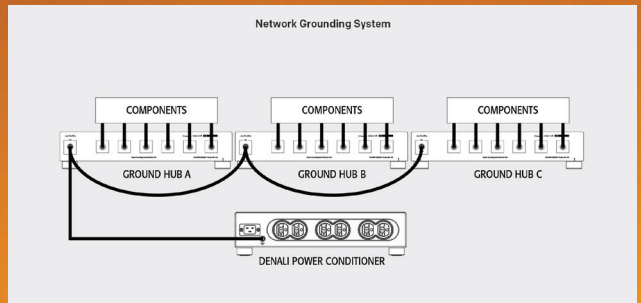 Network Grounding System
COMPONENTS
COMPONENTS
COMPONENTS
GROUND HUB A
GROUND HUB B
GROUND HUB C
DENALI POWER CONDITIONER